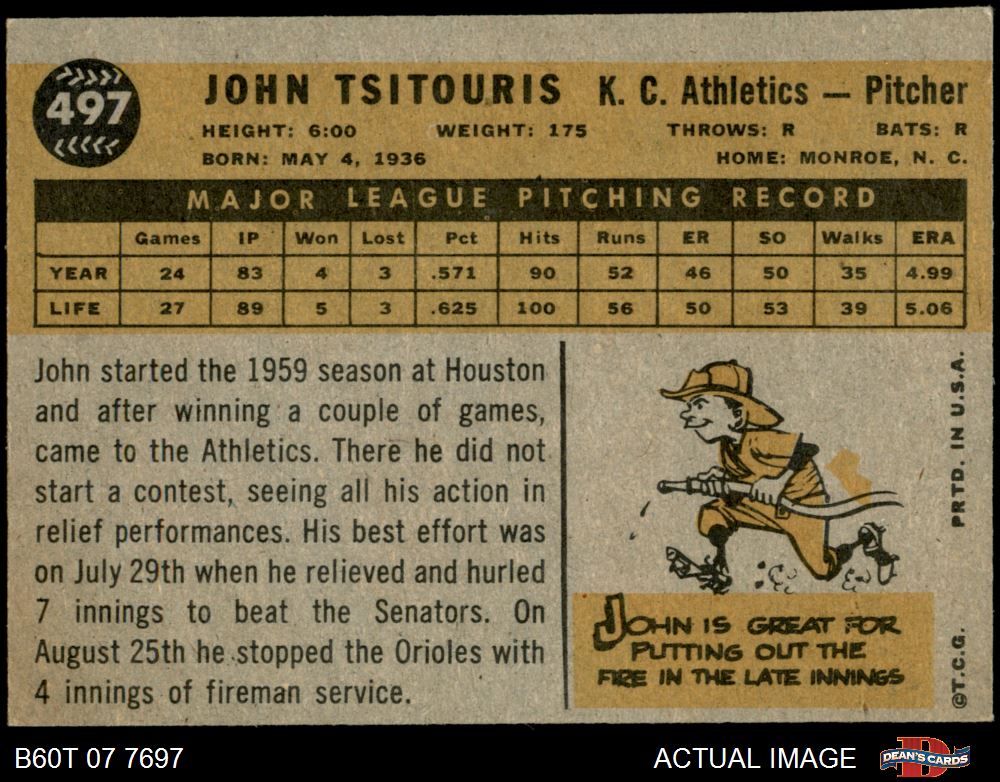 497
JOHN TSITOURIS K. C. Athletics — Pitcher
HEIGHT: 6:00 WEIGHT: 175 THROWS: R BATS: R
BORN: MAY 4, 1936 HOME: MONROE, N. C.
MAJOR LEAGUE PITCHING RECORD
Games IP Won Lost Pct Hits Runs ER SO Walks ERA
YEAR 24 83 4 3 .571 90 52 46 50 35 4.99
LIFE 27 89 5 3 .625 100 56 50 53 39 5.06
John started the 1959 season at Houston
and after winning a couple of games,
came to the Athletics. There he did not
start a contest, seeing all his action in
relief performances. His best effort was
on July 29th when he relieved and hurled
7 innings to beat the Senators. On
August 25th he stopped the Orioles with
4 innings of fireman service.
JOHN IS GREAT FOR
PUTTING OUT THE
FIRE IN THE LATE INNINGS
©T.C.G. PRTD. IN U.S.A.
B60T 07 7697 ACTUAL IMAGE DEAN'S CARDS